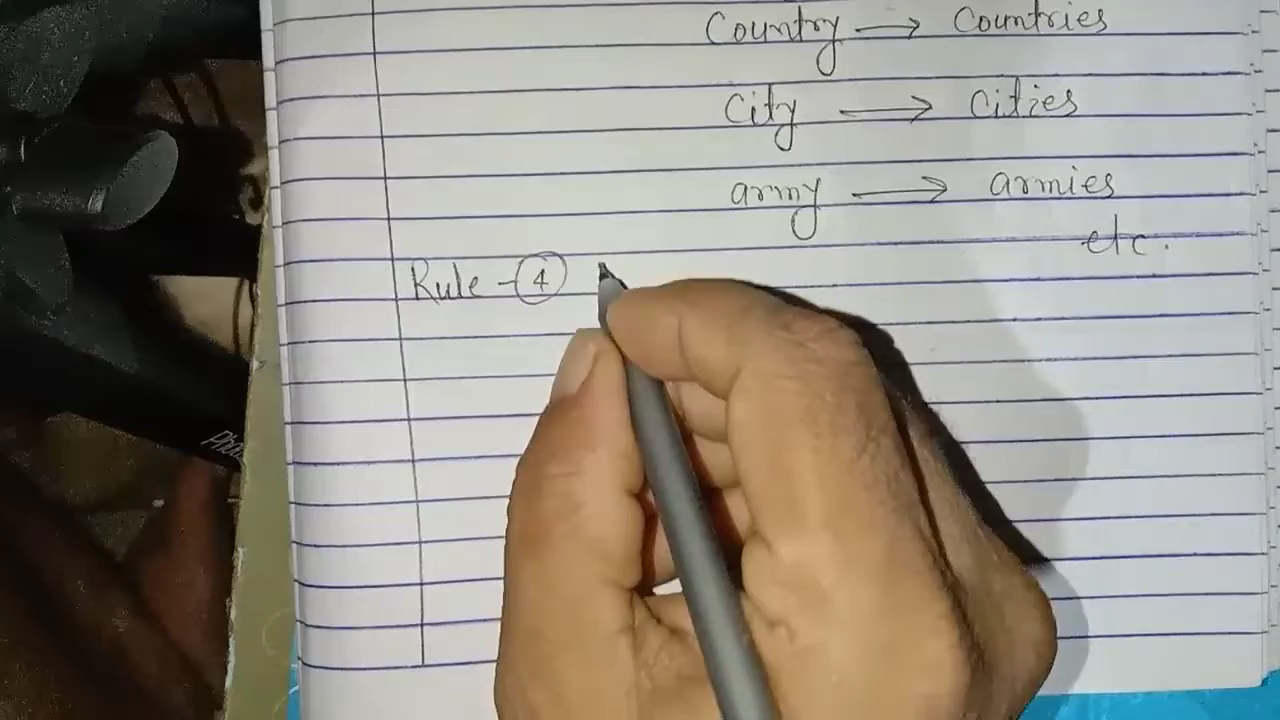 Country → Countries
City → Cities
army → armies
etc.
Rule - ④